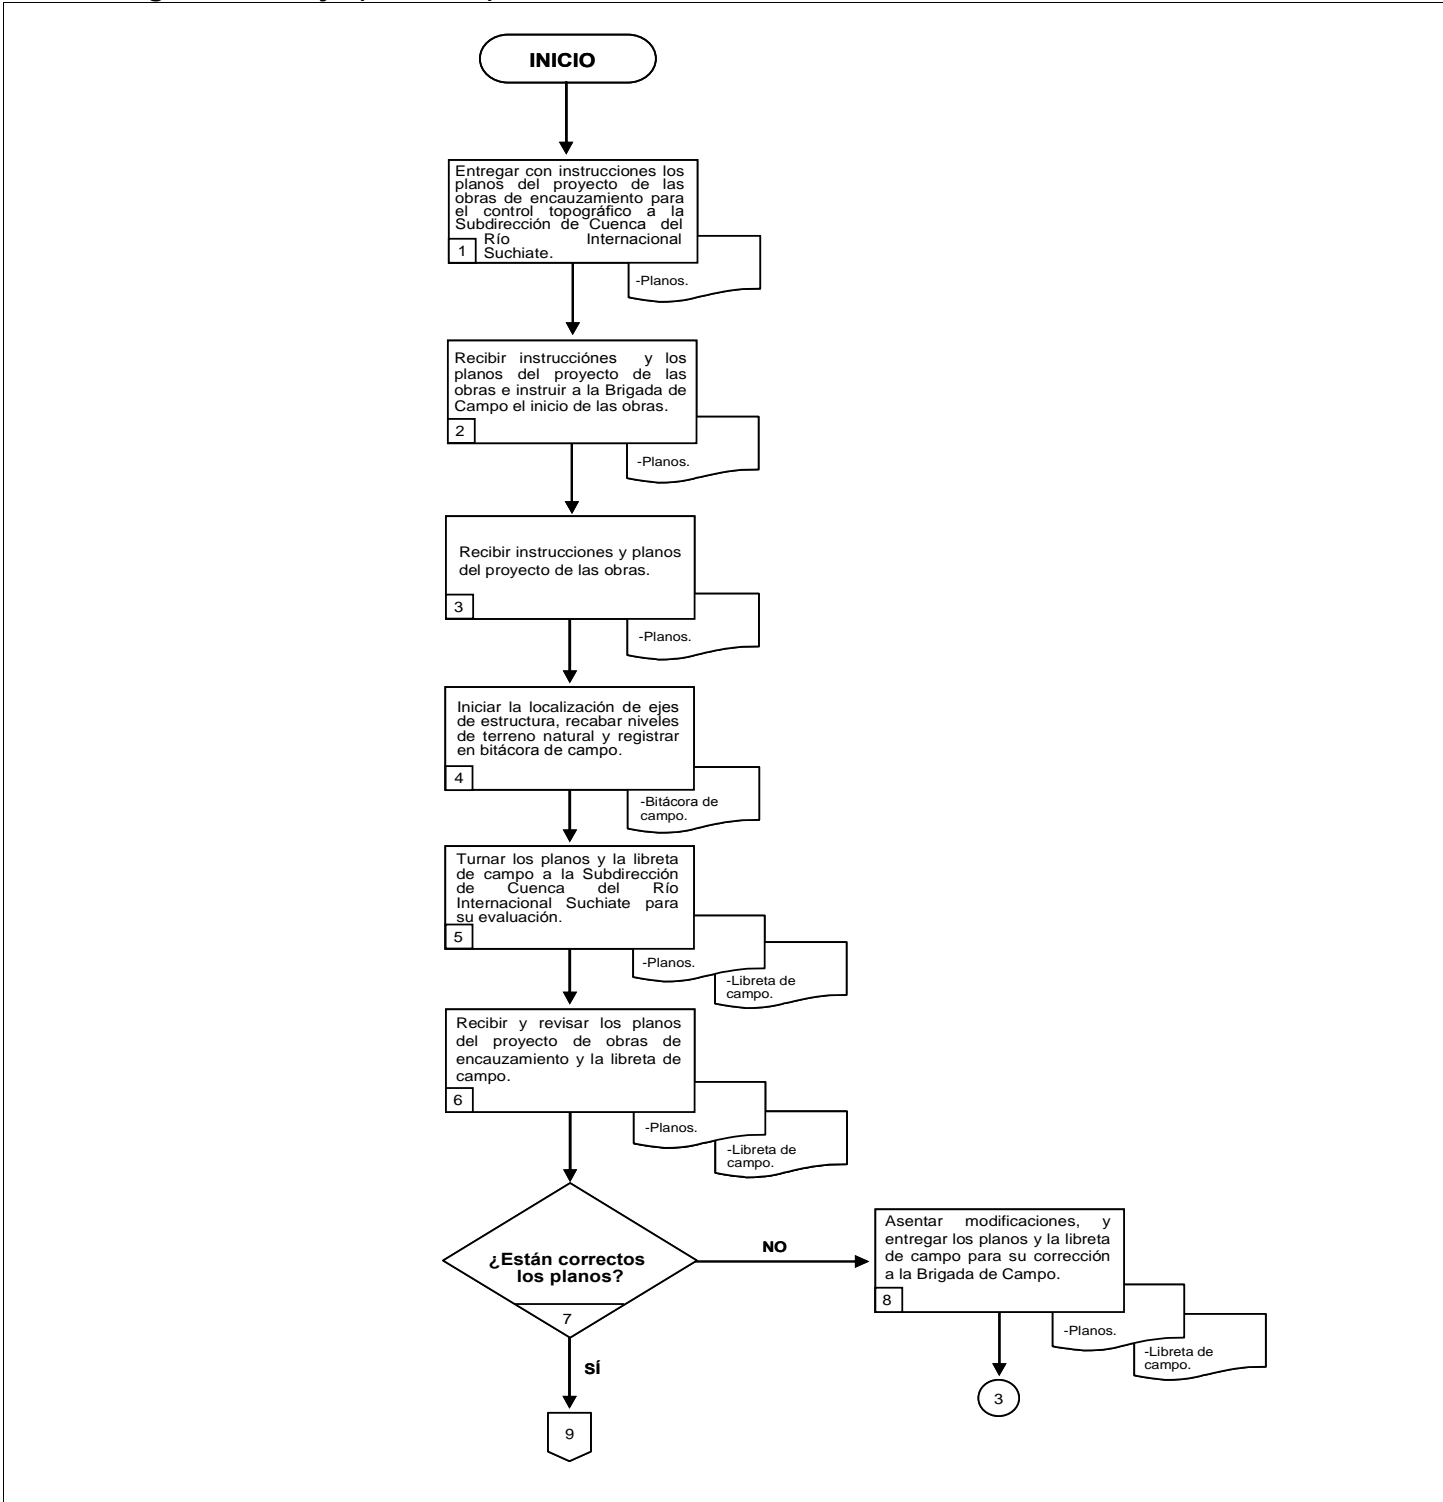 INICIO
Entregar con instrucciones los
planos del proyecto de las
obras de encauzamiento para
el control topográfico a la
Subdirección de Cuenca del
Río Internacional
Suchiate.
1
-Planos.
Recibir instrucciónes y los
planos del proyecto de las
obras e instruir a la Brigada de
Campo el inicio de las obras.
2
-Planos.
Recibir instrucciones y planos
del proyecto de las obras.
3
-Planos.
Iniciar la localización de ejes
de estructura, recabar niveles
de terreno natural y registrar
en bitácora de campo.
4
-Bitácora de
campo.
Turnar los planos y la libreta
de campo a la Subdirección
de Cuenca del Río
Internacional Suchiate para
su evaluación.
5
-Planos.
-Libreta de
campo.
Recibir y revisar los planos
del proyecto de obras de
encauzamiento y la libreta de
campo.
6
-Planos.
-Libreta de
campo.
¿Están correctos
los planos?
7
NO
Asentar modificaciones, y
entregar los planos y la libreta
de campo para su corrección
a la Brigada de Campo.
8
-Planos.
-Libreta de
campo.
3
SÍ
9